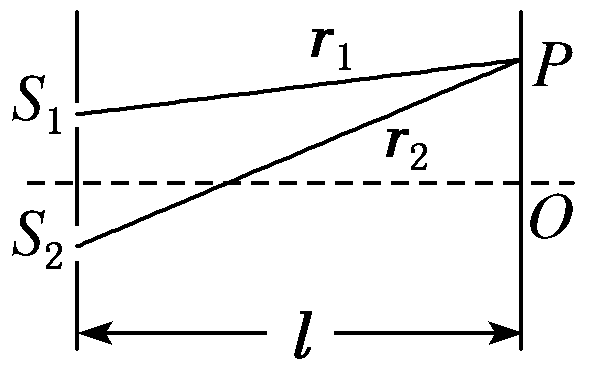 r₁
P
S₁
r₂
S₂
O
l